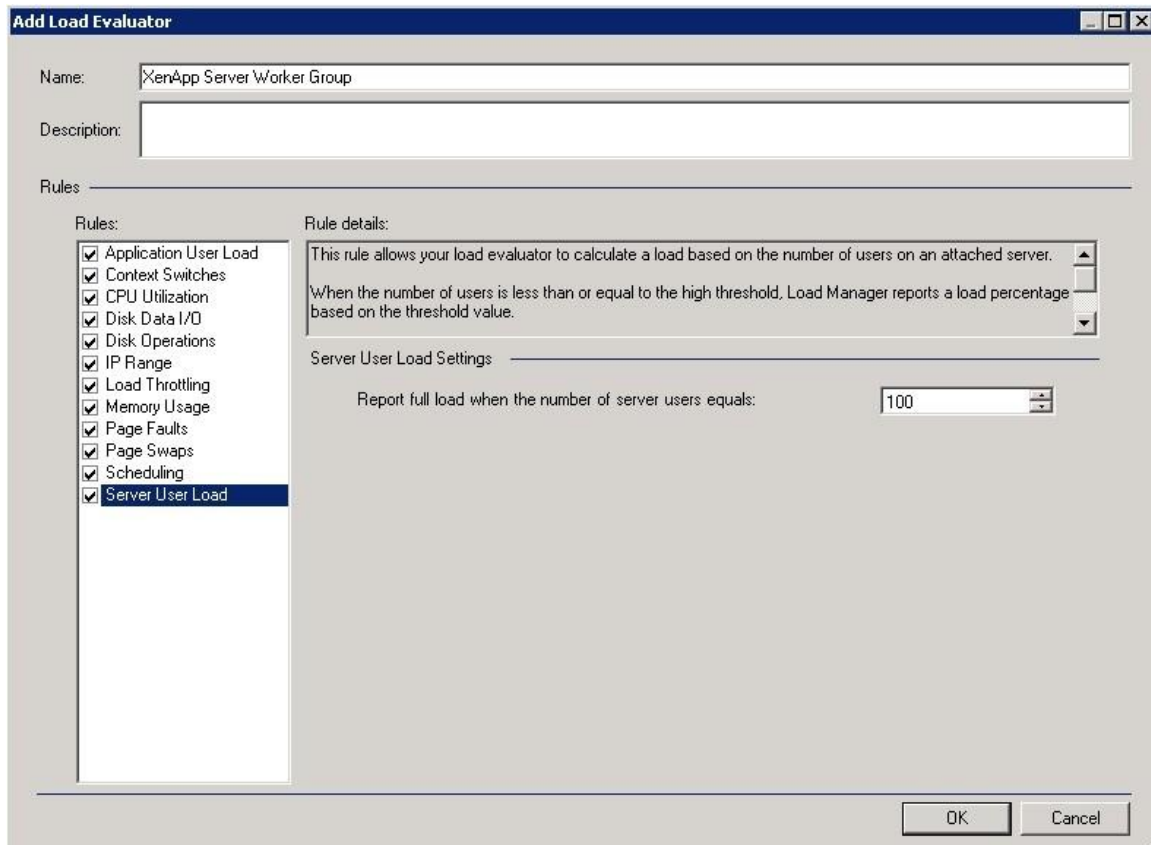 Add Load Evaluator
Name:
XenApp Server Worker Group
Description:
Rules
Rules:
Application User Load
Context Switches
CPU Utilization
Disk Data I/O
Disk Operations
IP Range
Load Throttling
Memory Usage
Page Faults
Page Swaps
Scheduling
Server User Load
Rule details:
This rule allows your load evaluator to calculate a load based on the number of users on an attached server.
When the number of users is less than or equal to the high threshold, Load Manager reports a load percentage
based on the threshold value.
Server User Load Settings
Report full load when the number of server users equals:
100
OK
Cancel